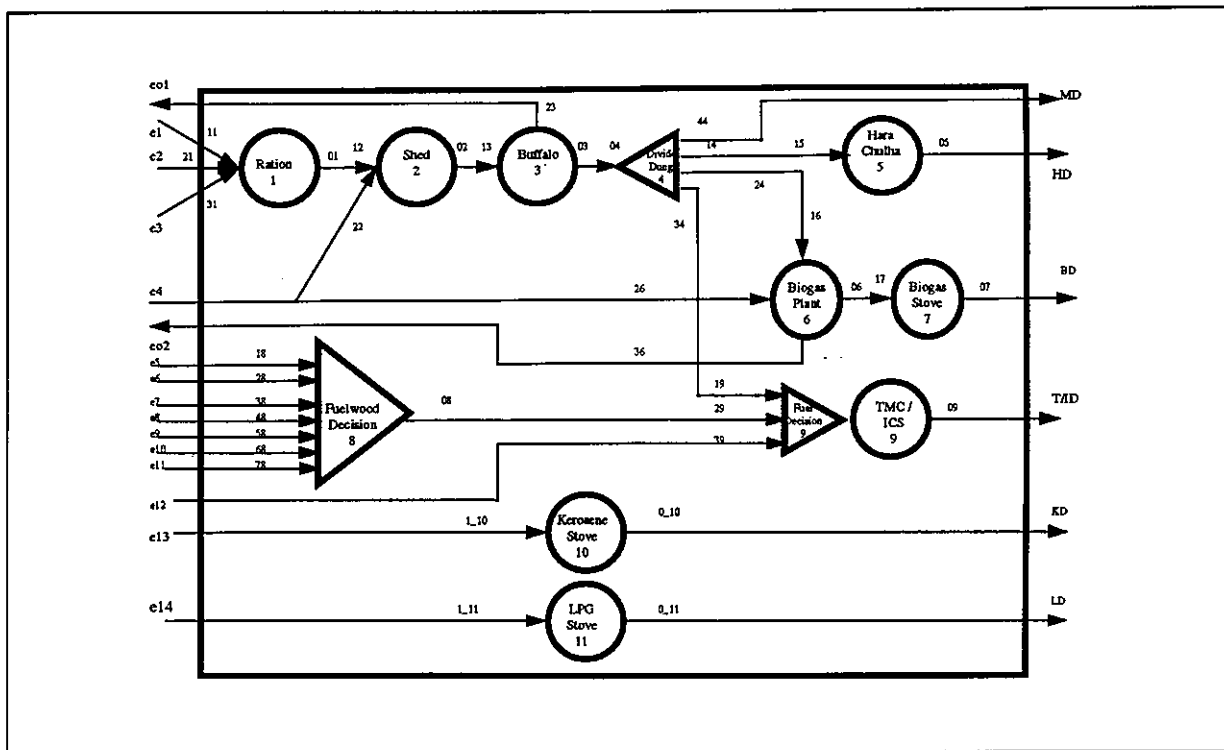 eo1
e1
e2
e3
e4
eo2
e5
e6
e7
e8
e9
e10
e11
e12
e13
e14
11
21
31
Ration
1
01
12
22
Shed
2
02
13
23
Buffalo
3
03
04
Divide
Dung
4
44
14
24
34
15
16
Hara
Chulha
5
05
MD
HD
26
36
Biogas
Plant
6
06
17
Biogas
Stove
7
07
BD
18
28
38
48
58
68
78
Fuelwood
Decision
8
08
19
29
39
Fuel
Decision
9
TMC /
ICS
9
09
T/ID
1_10
Kerosene
Stove
10
0_10
KD
1_11
LPG
Stove
11
0_11
LD